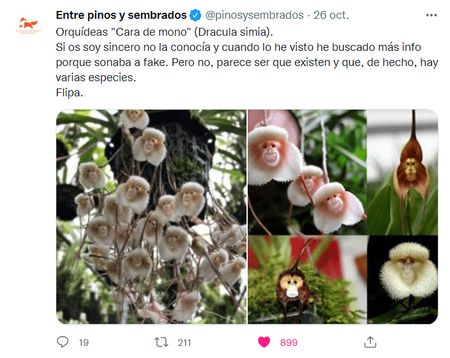 Entre pinos y sembrados @pinosysembrados · 26 oct.
Orquídeas "Cara de mono" (Dracula simia).
Si os soy sincero no la conocía y cuando lo he visto he buscado más info
porque sonaba a fake. Pero no, parece ser que existen y que, de hecho, hay
varias especies.
Flipa.
19 211 899